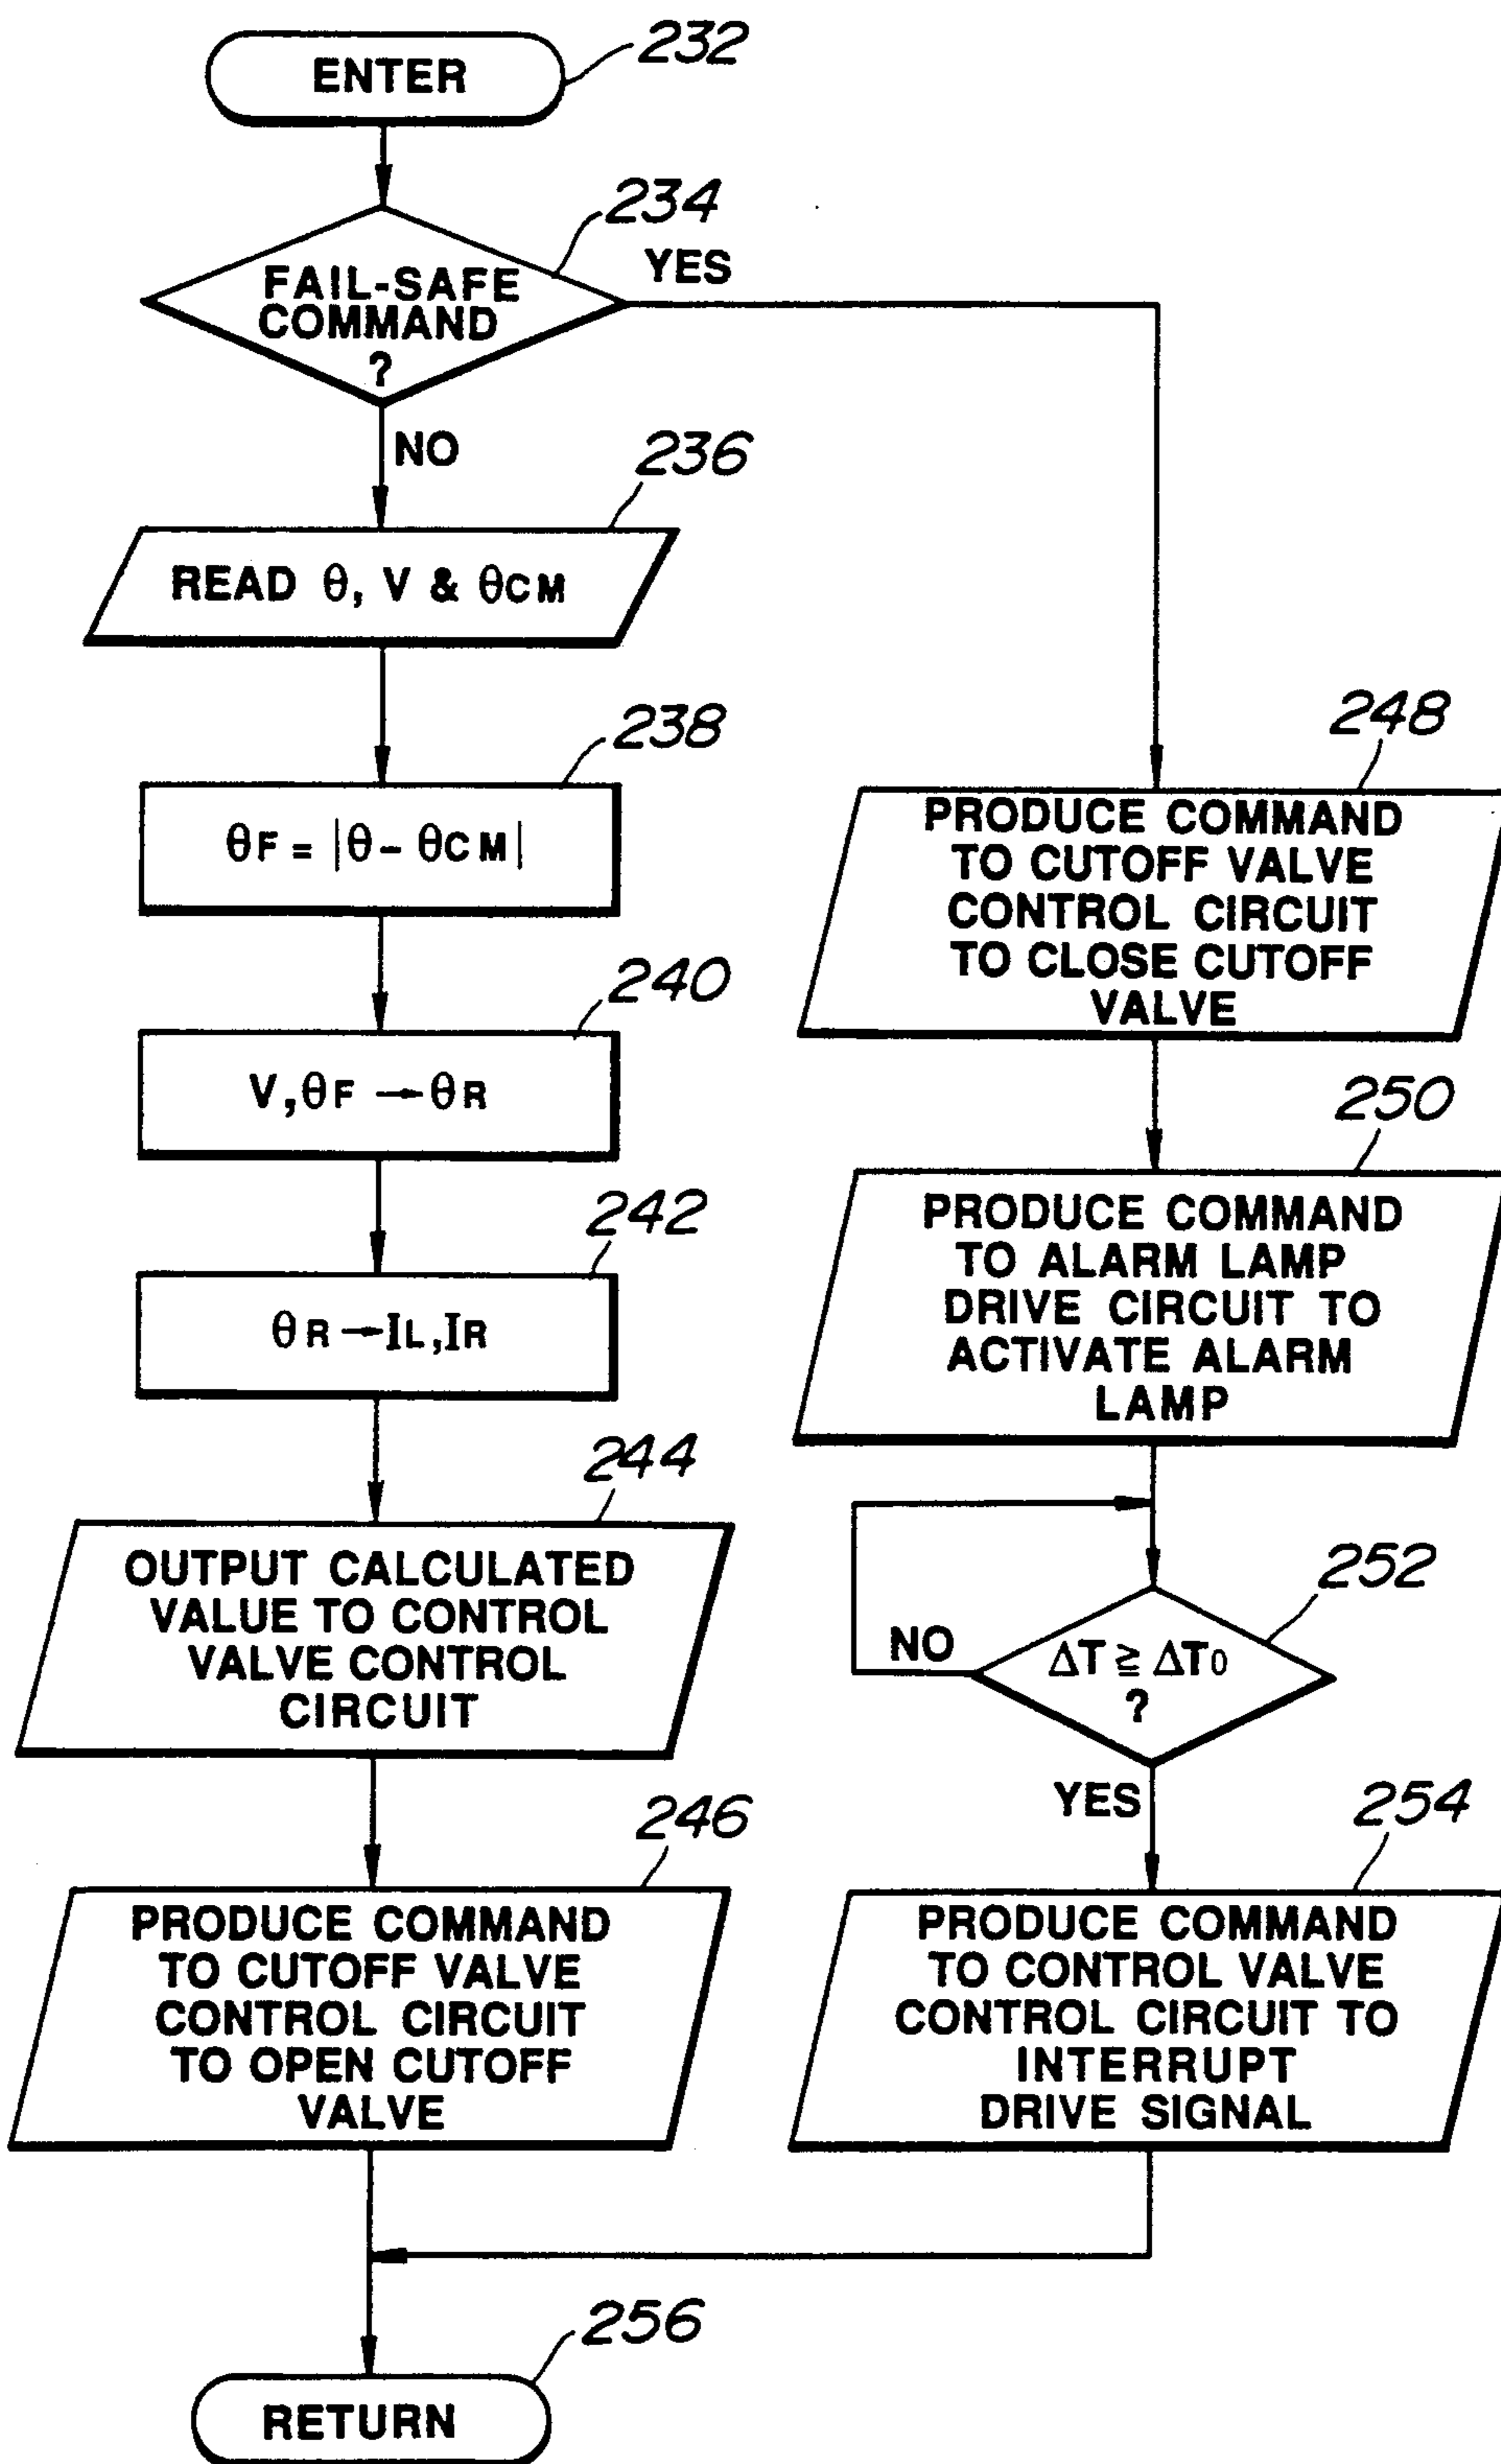 ENTER
232
FAIL-SAFE
COMMAND
?
234
YES
NO
236
READ θ, V & θCM
238
θF = |θ - θCM|
240
V, θF → θR
242
θR → IL, IR
244
OUTPUT CALCULATED
VALUE TO CONTROL
VALVE CONTROL
CIRCUIT
246
PRODUCE COMMAND
TO CUTOFF VALVE
CONTROL CIRCUIT
TO OPEN CUTOFF
VALVE
248
PRODUCE COMMAND
TO CUTOFF VALVE
CONTROL CIRCUIT
TO CLOSE CUTOFF
VALVE
250
PRODUCE COMMAND
TO ALARM LAMP
DRIVE CIRCUIT TO
ACTIVATE ALARM
LAMP
252
NO
ΔT ≧ ΔT0
?
YES
254
PRODUCE COMMAND
TO CONTROL VALVE
CONTROL CIRCUIT TO
INTERRUPT
DRIVE SIGNAL
256
RETURN